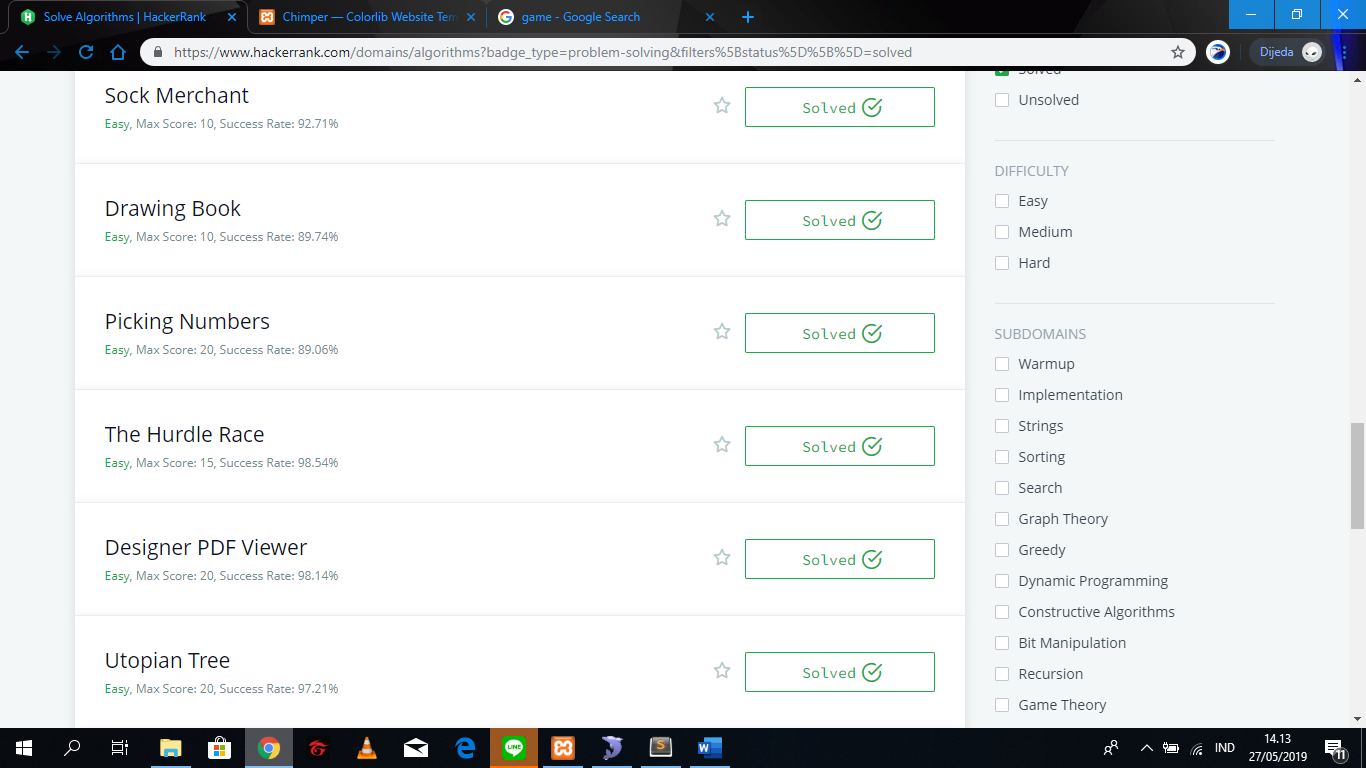 Solve Algorithms | HackerRank
Chimper — Colorlib Website Tem
game - Google Search
https://www.hackerrank.com/domains/algorithms?badge_type=problem-solving&filters%5Bstatus%5D%5B%5D=solved
Dijeda
Sock Merchant
Easy, Max Score: 10, Success Rate: 92.71%
Solved
Drawing Book
Easy, Max Score: 10, Success Rate: 89.74%
Solved
Picking Numbers
Easy, Max Score: 20, Success Rate: 89.06%
Solved
The Hurdle Race
Easy, Max Score: 15, Success Rate: 98.54%
Solved
Designer PDF Viewer
Easy, Max Score: 20, Success Rate: 98.14%
Solved
Utopian Tree
Easy, Max Score: 20, Success Rate: 97.21%
Solved
Solved
Unsolved
DIFFICULTY
Easy
Medium
Hard
SUBDOMAINS
Warmup
Implementation
Strings
Sorting
Search
Graph Theory
Greedy
Dynamic Programming
Constructive Algorithms
Bit Manipulation
Recursion
Game Theory
LINE
IND
14.13
27/05/2019
11